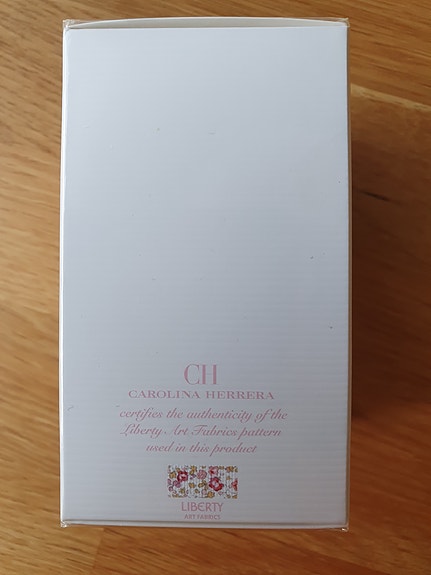 CH
CAROLINA HERRERA
certifies the authenticity of the
Liberty Art Fabrics pattern
used in this product
LIBERTY
ART FABRICS